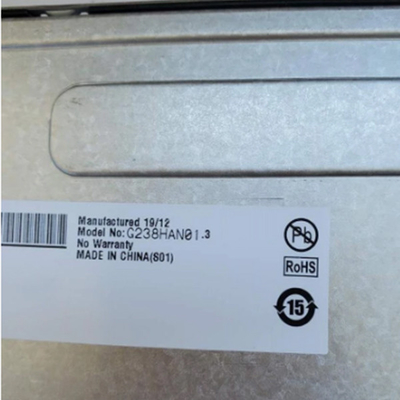 Manufactured 19/12
Model No:G238HAN01.3
No Warranty
MADE IN CHINA(S01)
Pb
RoHS
15